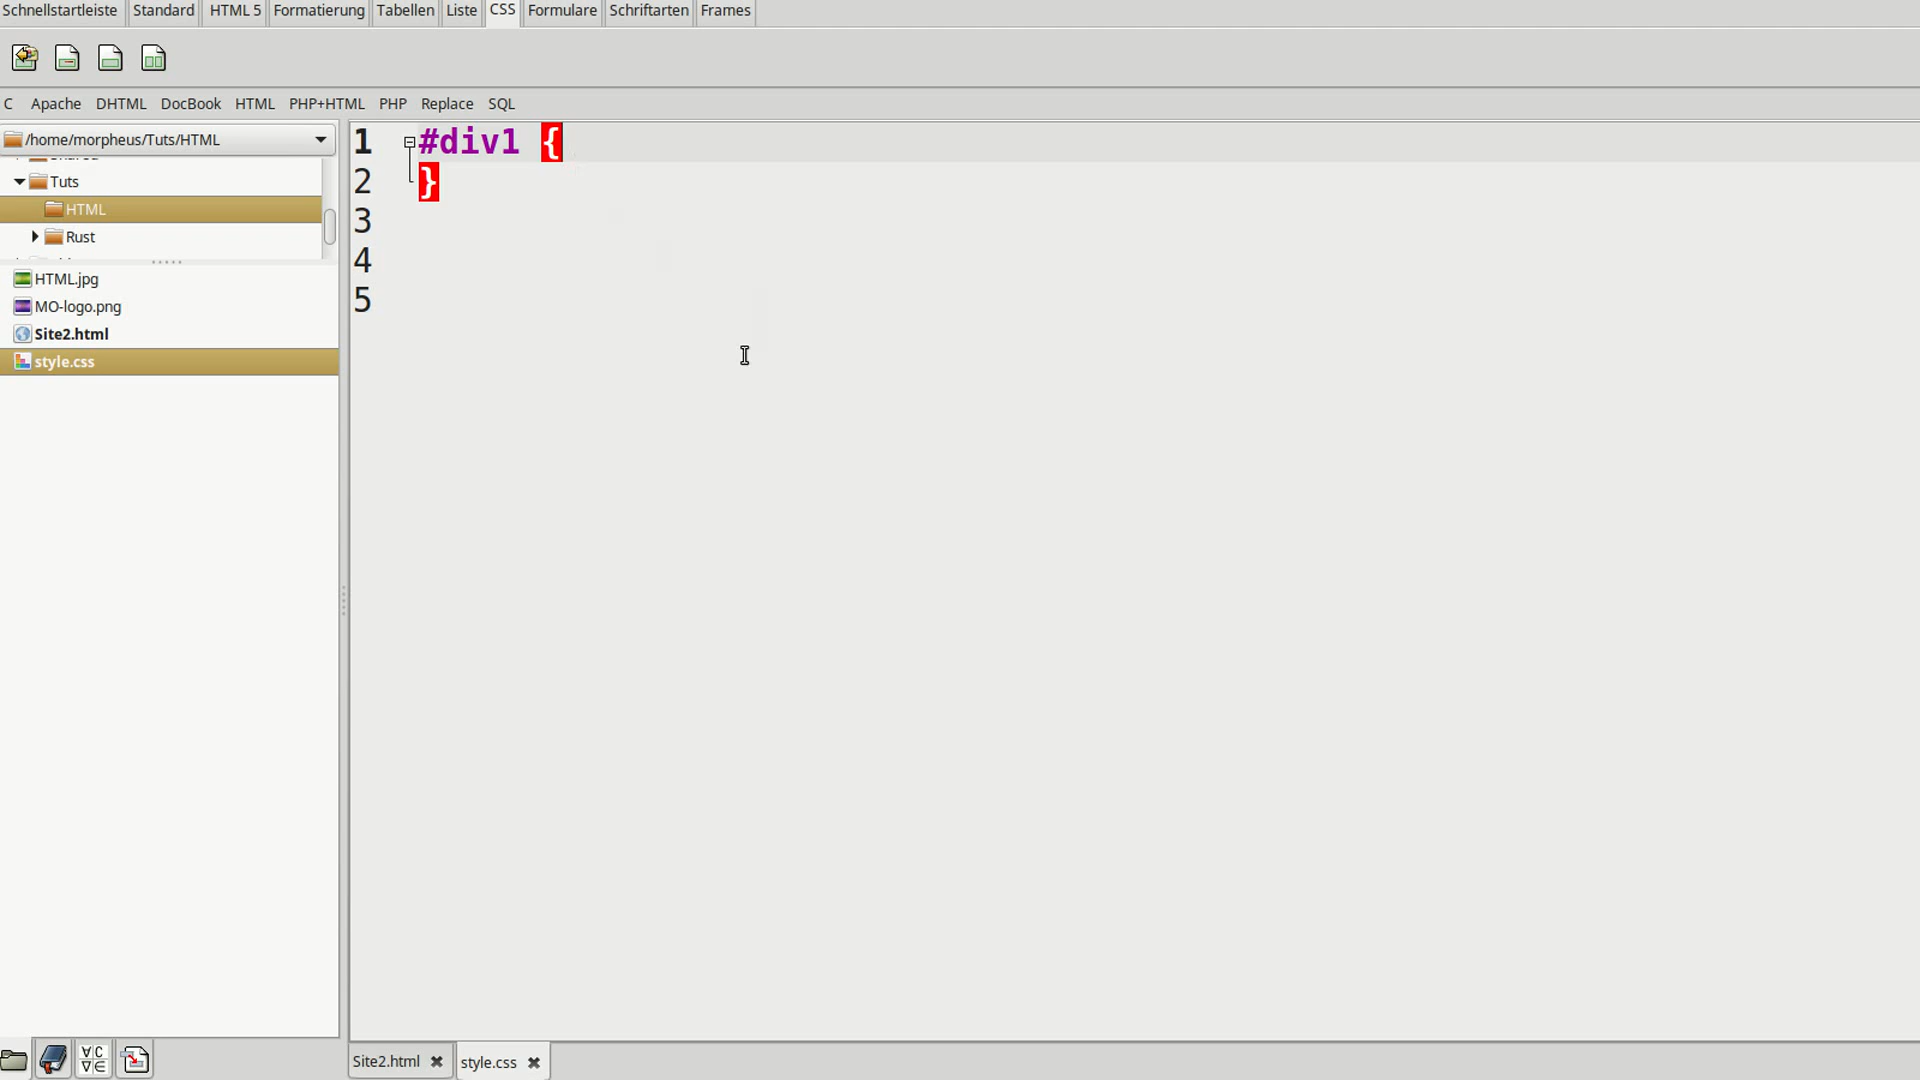 Schnellstartleiste Standard HTML 5 Formatierung Tabellen Liste CSS Formulare Schriftarten Frames
C Apache DHTML DocBook HTML PHP+HTML PHP Replace SQL
/home/morpheus/Tuts/HTML
Tuts
HTML
Rust
HTML.jpg
MO-logo.png
Site2.html
style.css
1 #div1 {
2 }
3
4
5
Site2.html style.css